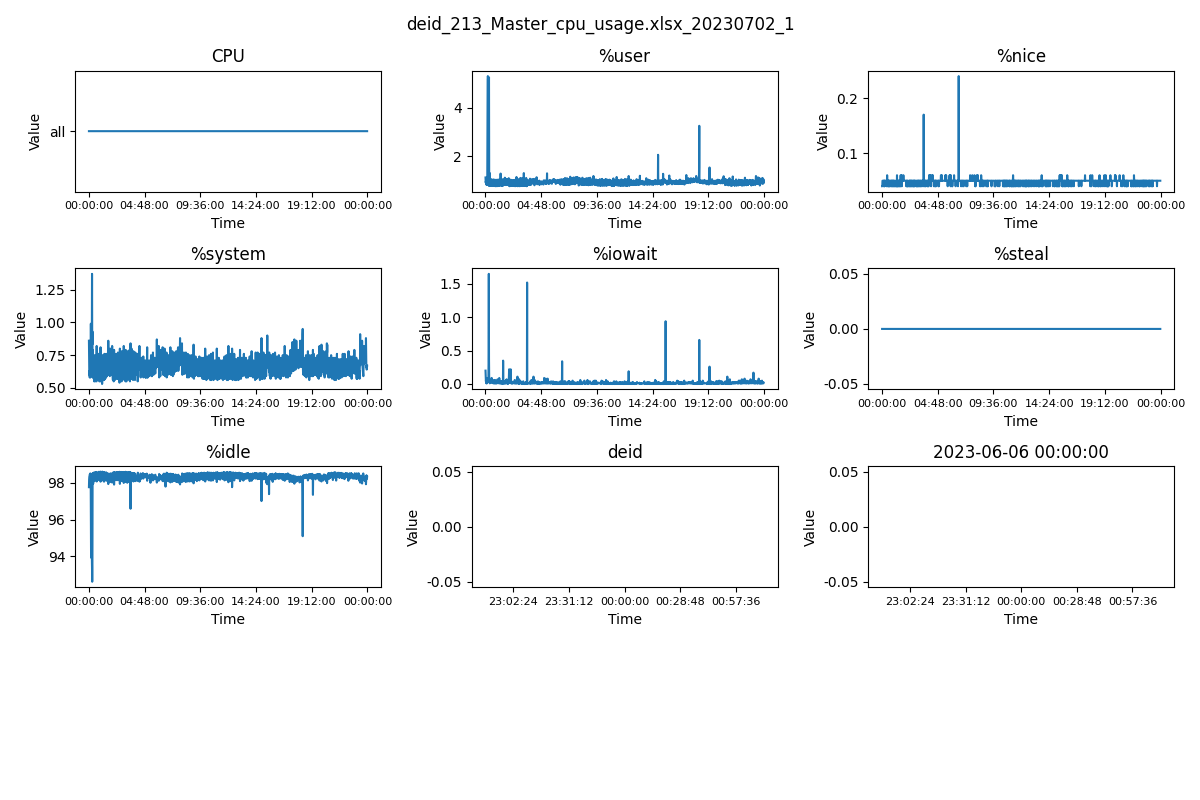 deid_213_Master_cpu_usage.xlsx_20230702_1
CPU
Value
all
00:00:00 04:48:00 09:36:00 14:24:00 19:12:00 00:00:00
Time
%user
Value
4
2
00:00:00 04:48:00 09:36:00 14:24:00 19:12:00 00:00:00
Time
%nice
Value
0.2
0.1
00:00:00 04:48:00 09:36:00 14:24:00 19:12:00 00:00:00
Time
%system
Value
1.25
1.00
0.75
0.50
00:00:00 04:48:00 09:36:00 14:24:00 19:12:00 00:00:00
Time
%iowait
Value
1.5
1.0
0.5
0.0
00:00:00 04:48:00 09:36:00 14:24:00 19:12:00 00:00:00
Time
%steal
Value
0.05
0.00
-0.05
00:00:00 04:48:00 09:36:00 14:24:00 19:12:00 00:00:00
Time
%idle
Value
98
96
94
00:00:00 04:48:00 09:36:00 14:24:00 19:12:00 00:00:00
Time
deid
Value
0.05
0.00
-0.05
23:02:24 23:31:12 00:00:00 00:28:48 00:57:36
Time
2023-06-06 00:00:00
Value
0.05
0.00
-0.05
23:02:24 23:31:12 00:00:00 00:28:48 00:57:36
Time